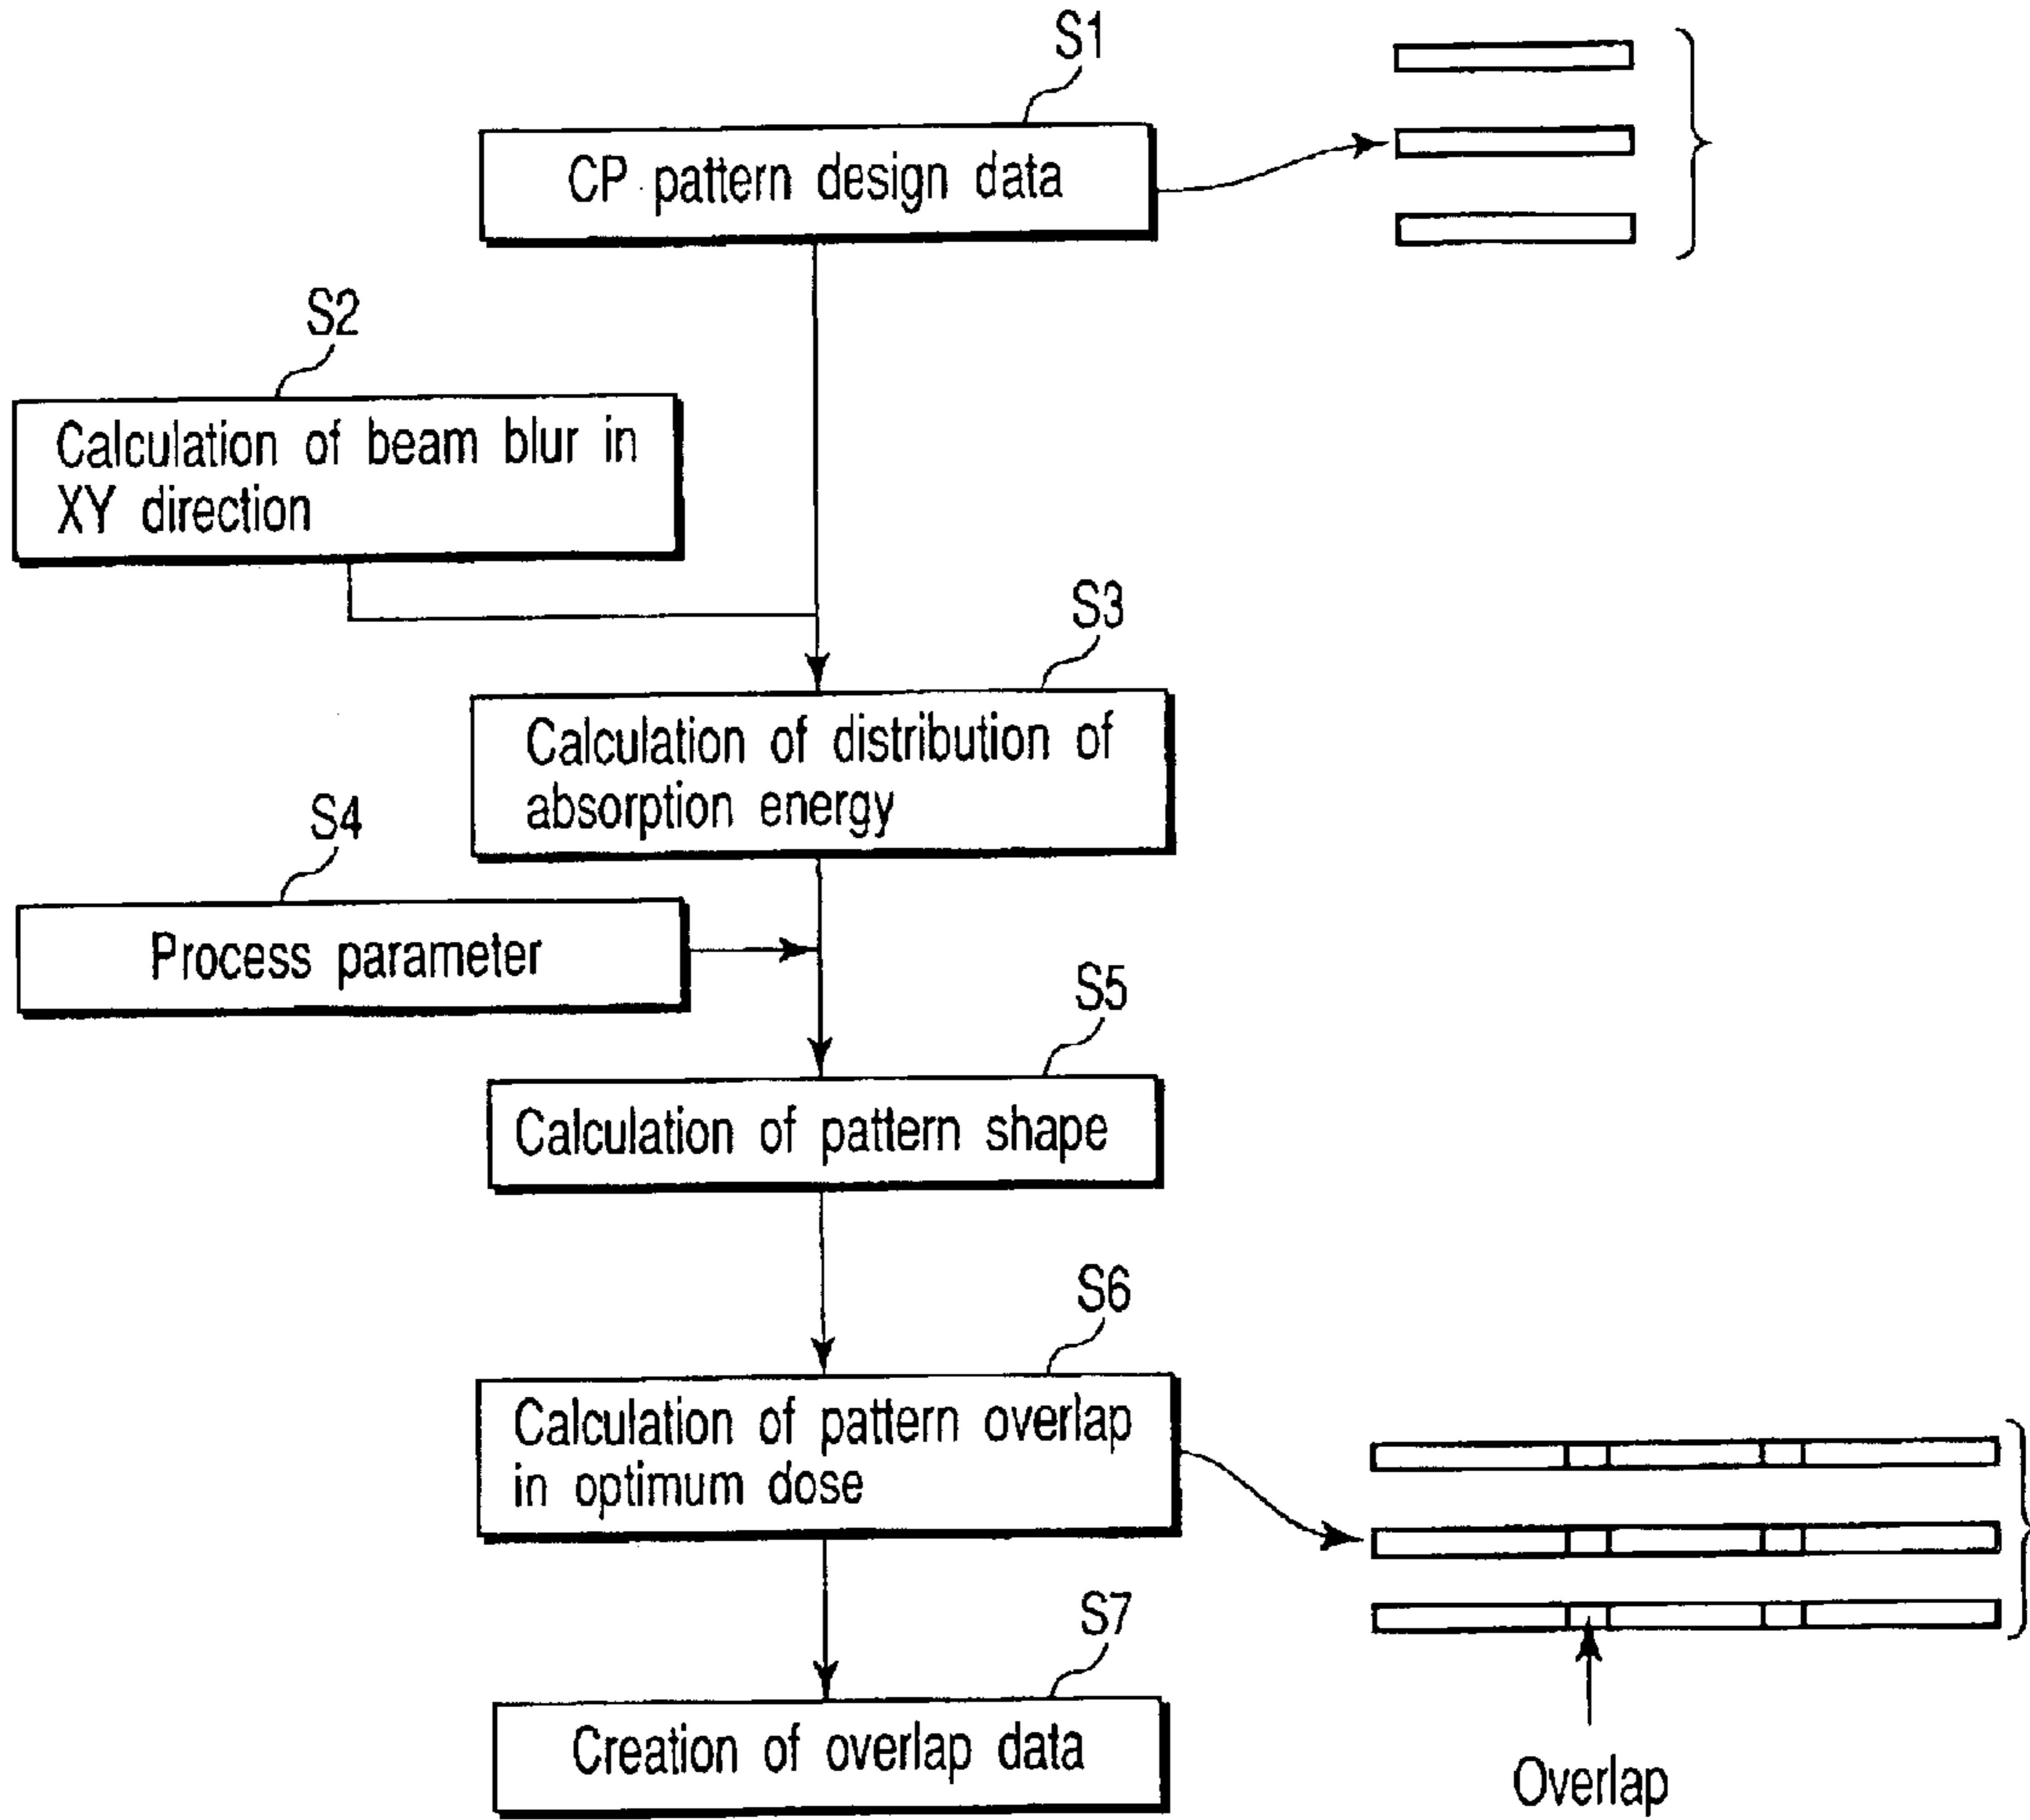 S1
CP pattern design data
S2
Calculation of beam blur in
XY direction
S3
Calculation of distribution of
absorption energy
S4
Process parameter
S5
Calculation of pattern shape
S6
Calculation of pattern overlap
in optimum dose
S7
Creation of overlap data
Overlap